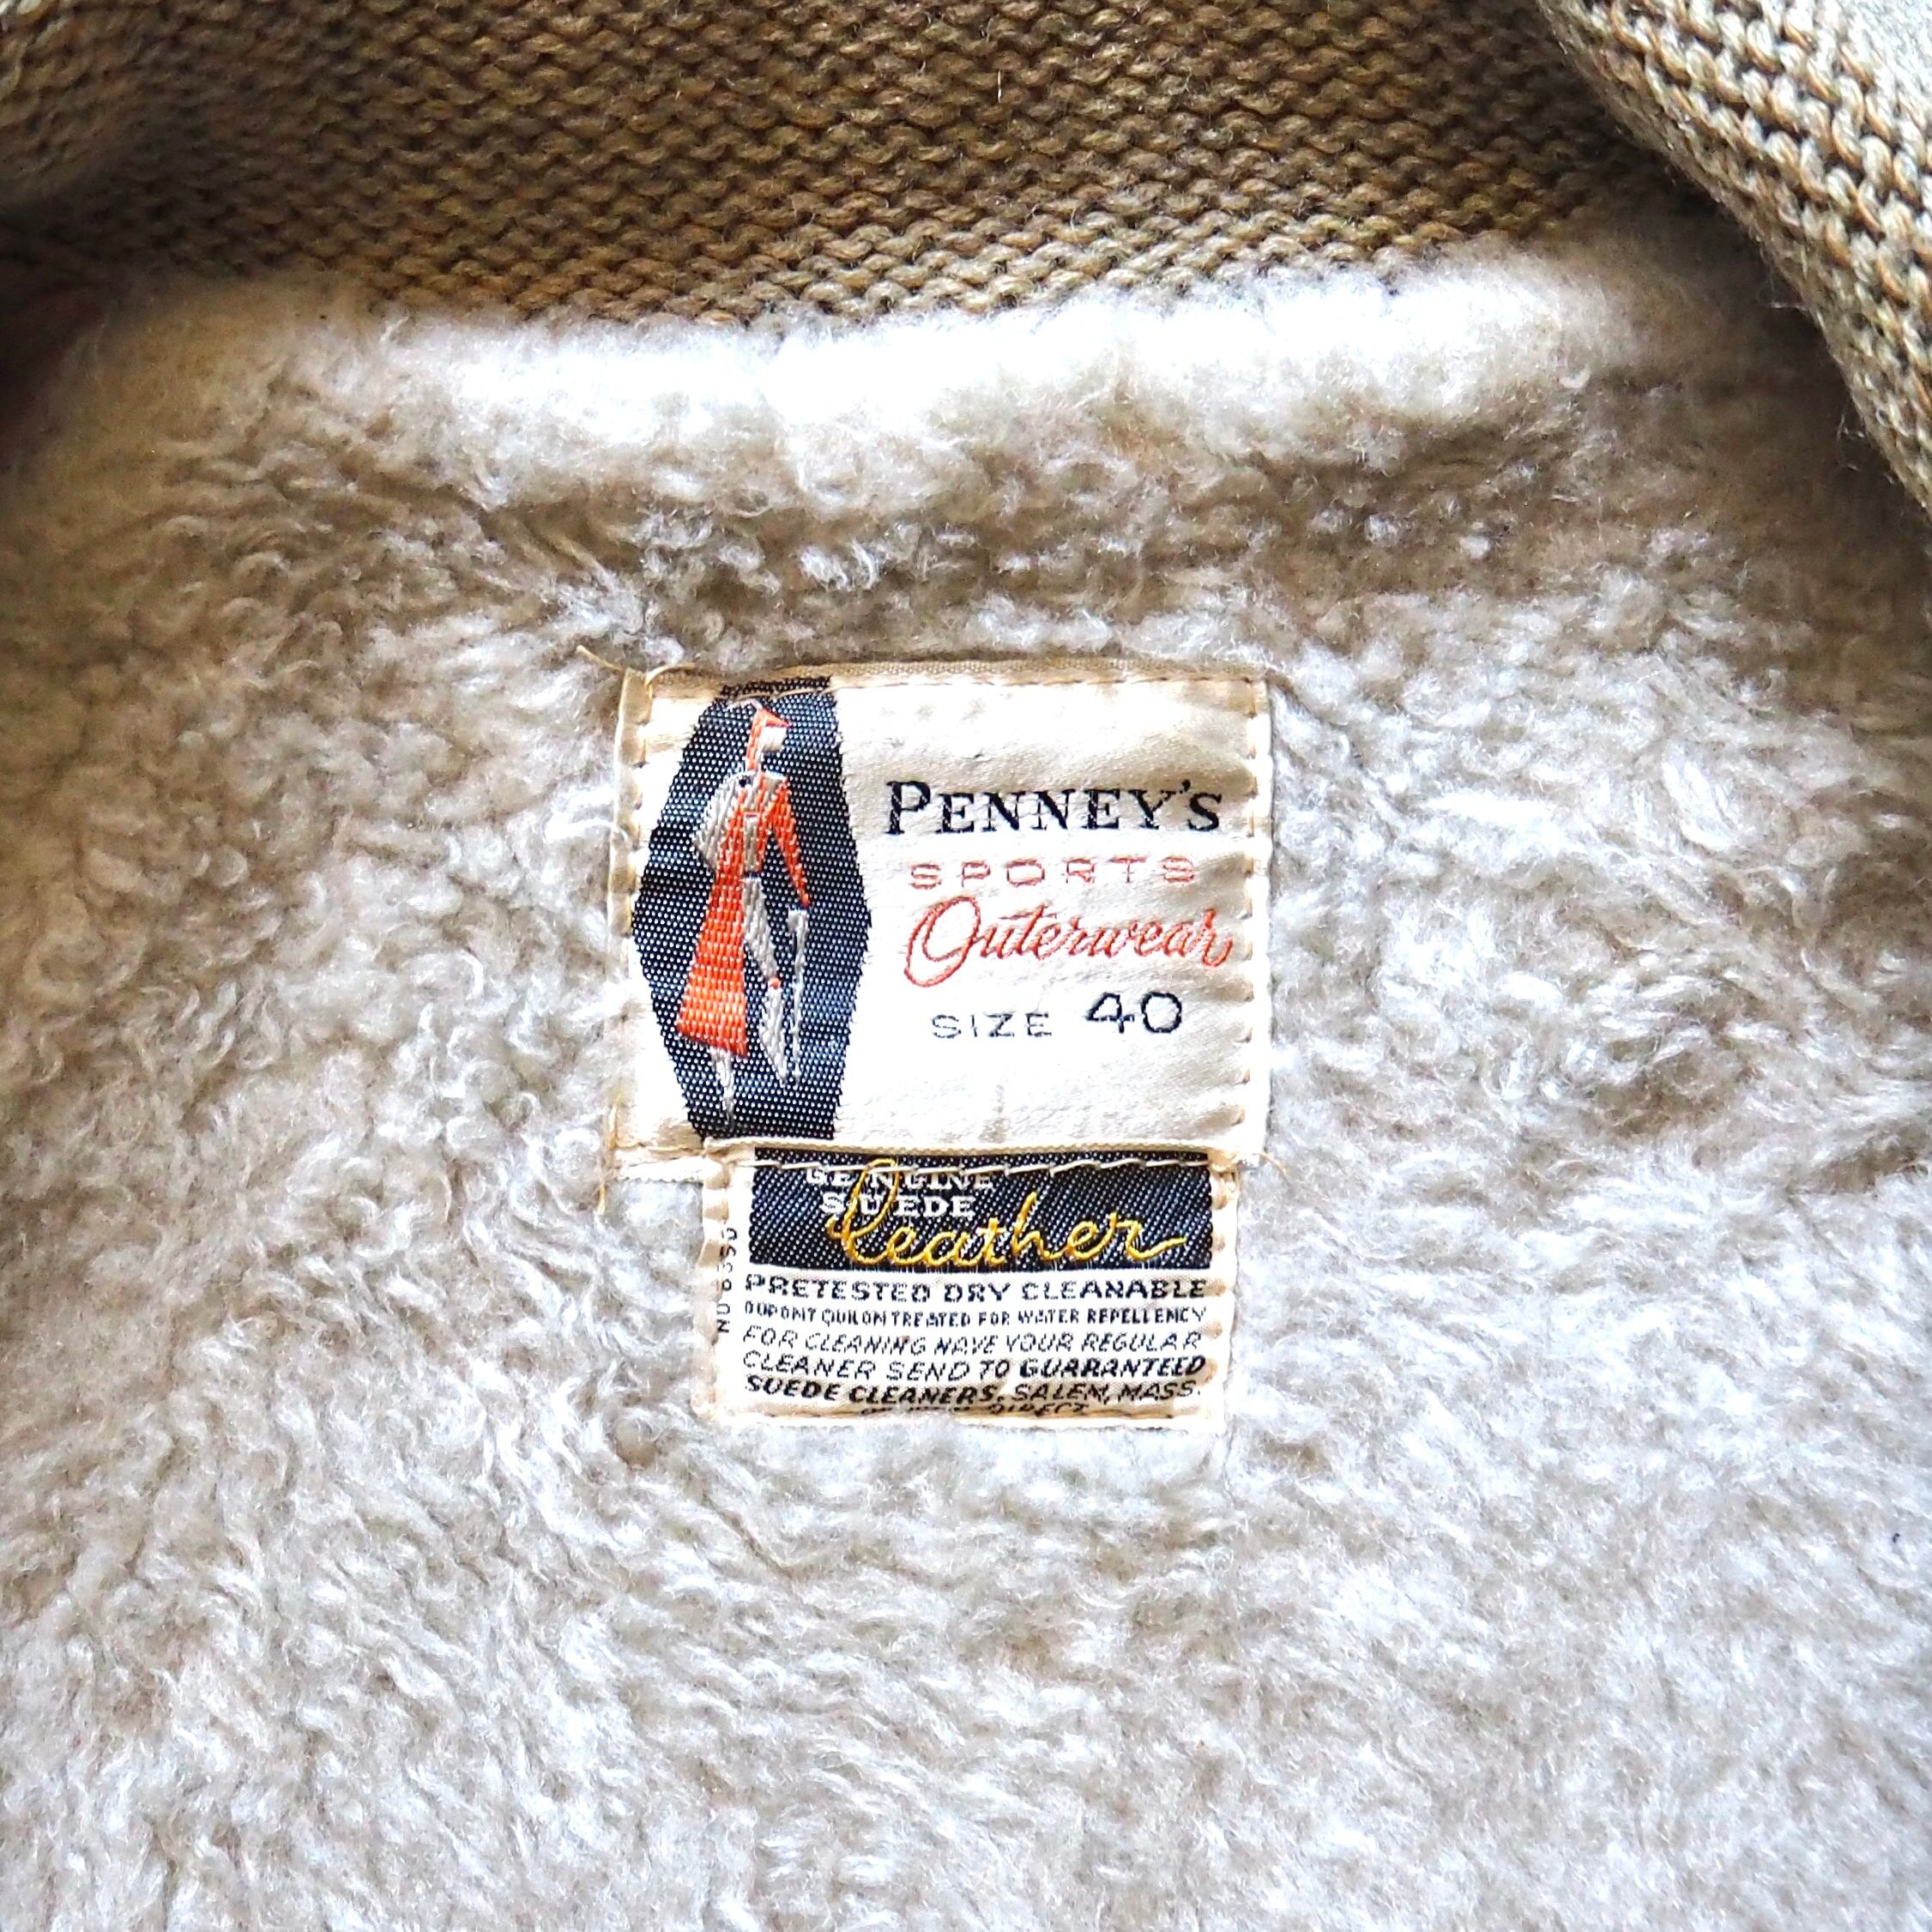 PENNEY'S
SPORTS
Outerwear
SIZE 40
GENUINE
SUEDE
Leather
PRETESTED DRY CLEANABLE
DUPONT QUILON TREATED FOR WATER REPELLENCY
FOR CLEANING HAVE YOUR REGULAR
CLEANER SEND TO GUARANTEED
SUEDE CLEANERS, SALEM, MASS.
DIRECT